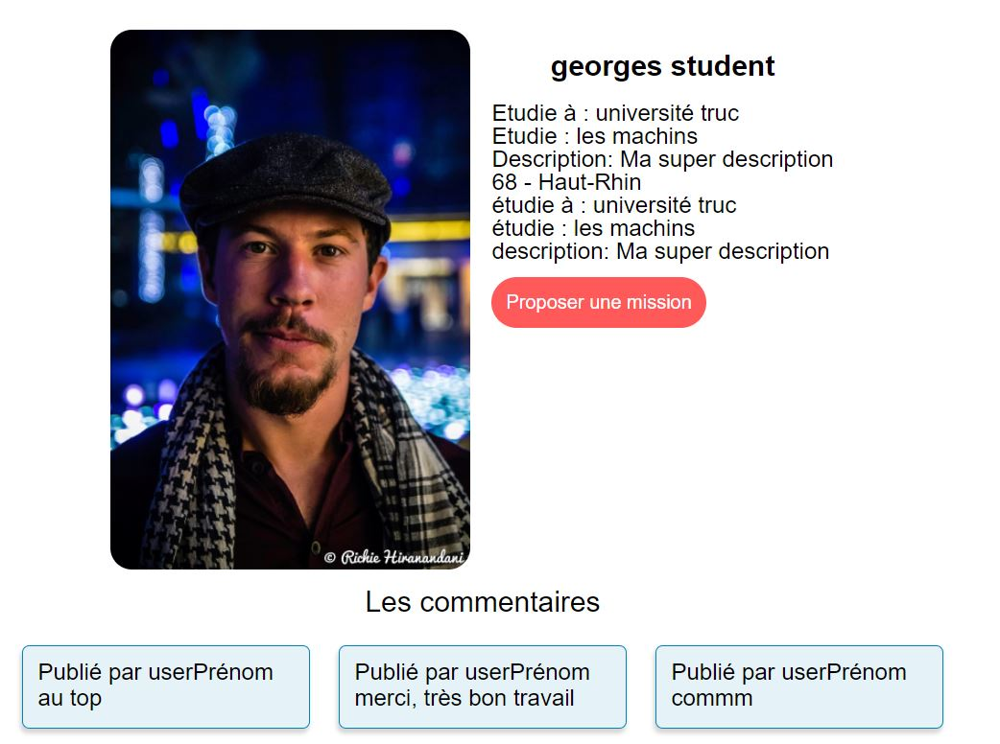 georges student
Etudie à : université truc
Etudie : les machins
Description: Ma super description
68 - Haut-Rhin
étudie à : université truc
étudie : les machins
description: Ma super description
Proposer une mission
© Richie Hiranandani
Les commentaires
Publié par userPrénom
au top
Publié par userPrénom
merci, très bon travail
Publié par userPrénom
commm